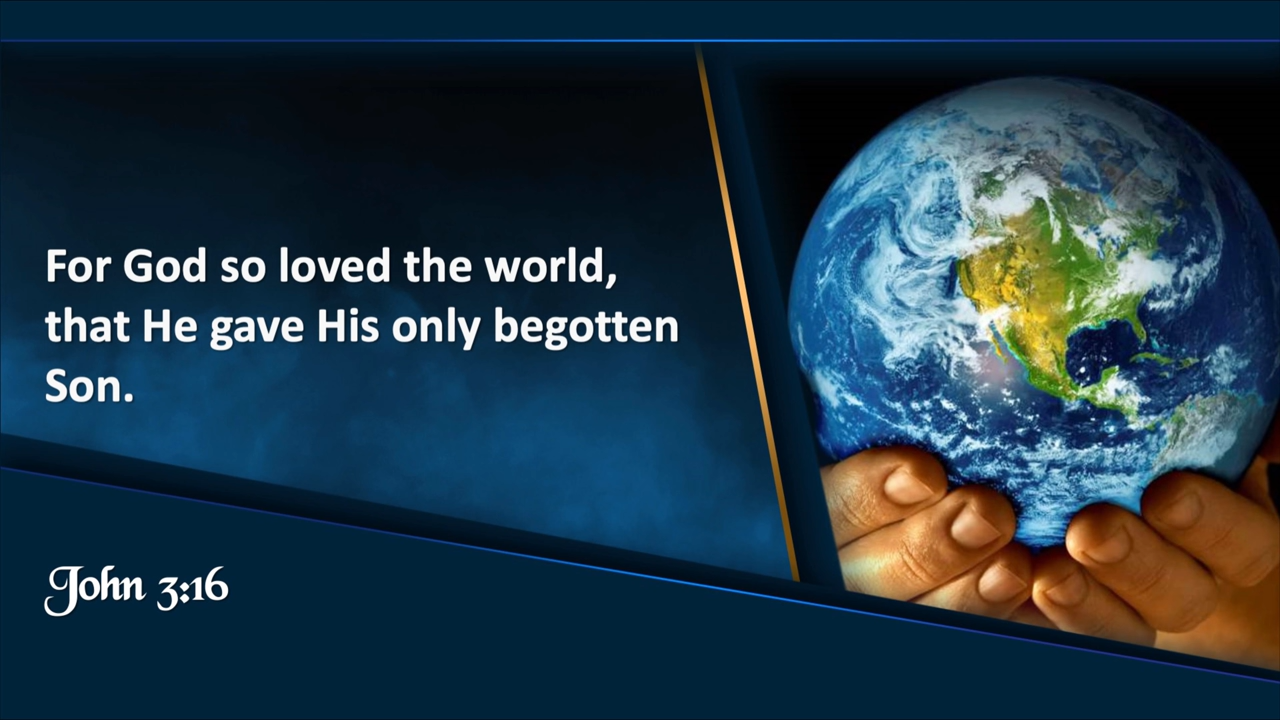 For God so loved the world,
that He gave His only begotten
Son.
John 3:16